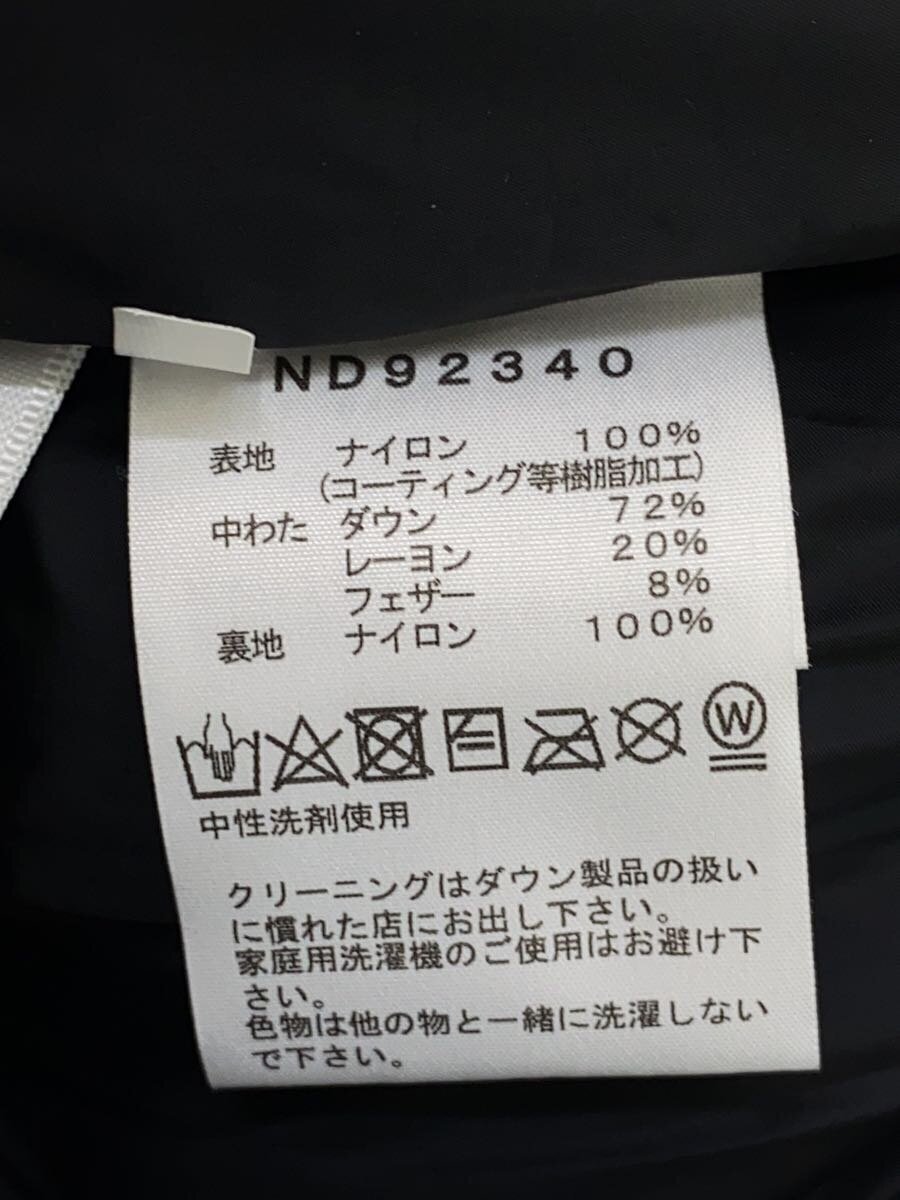 ND92340
表地 ナイロン 100%
(コーティング等樹脂加工)
中わた ダウン 72%
レーヨン 20%
フェザー 8%
裏地 ナイロン 100%
W
中性洗剤使用
クリーニングはダウン製品の扱い
に慣れた店にお出し下さい。
家庭用洗濯機のご使用はお避け下
さい。
色物は他の物と一緒に洗濯しない
で下さい。